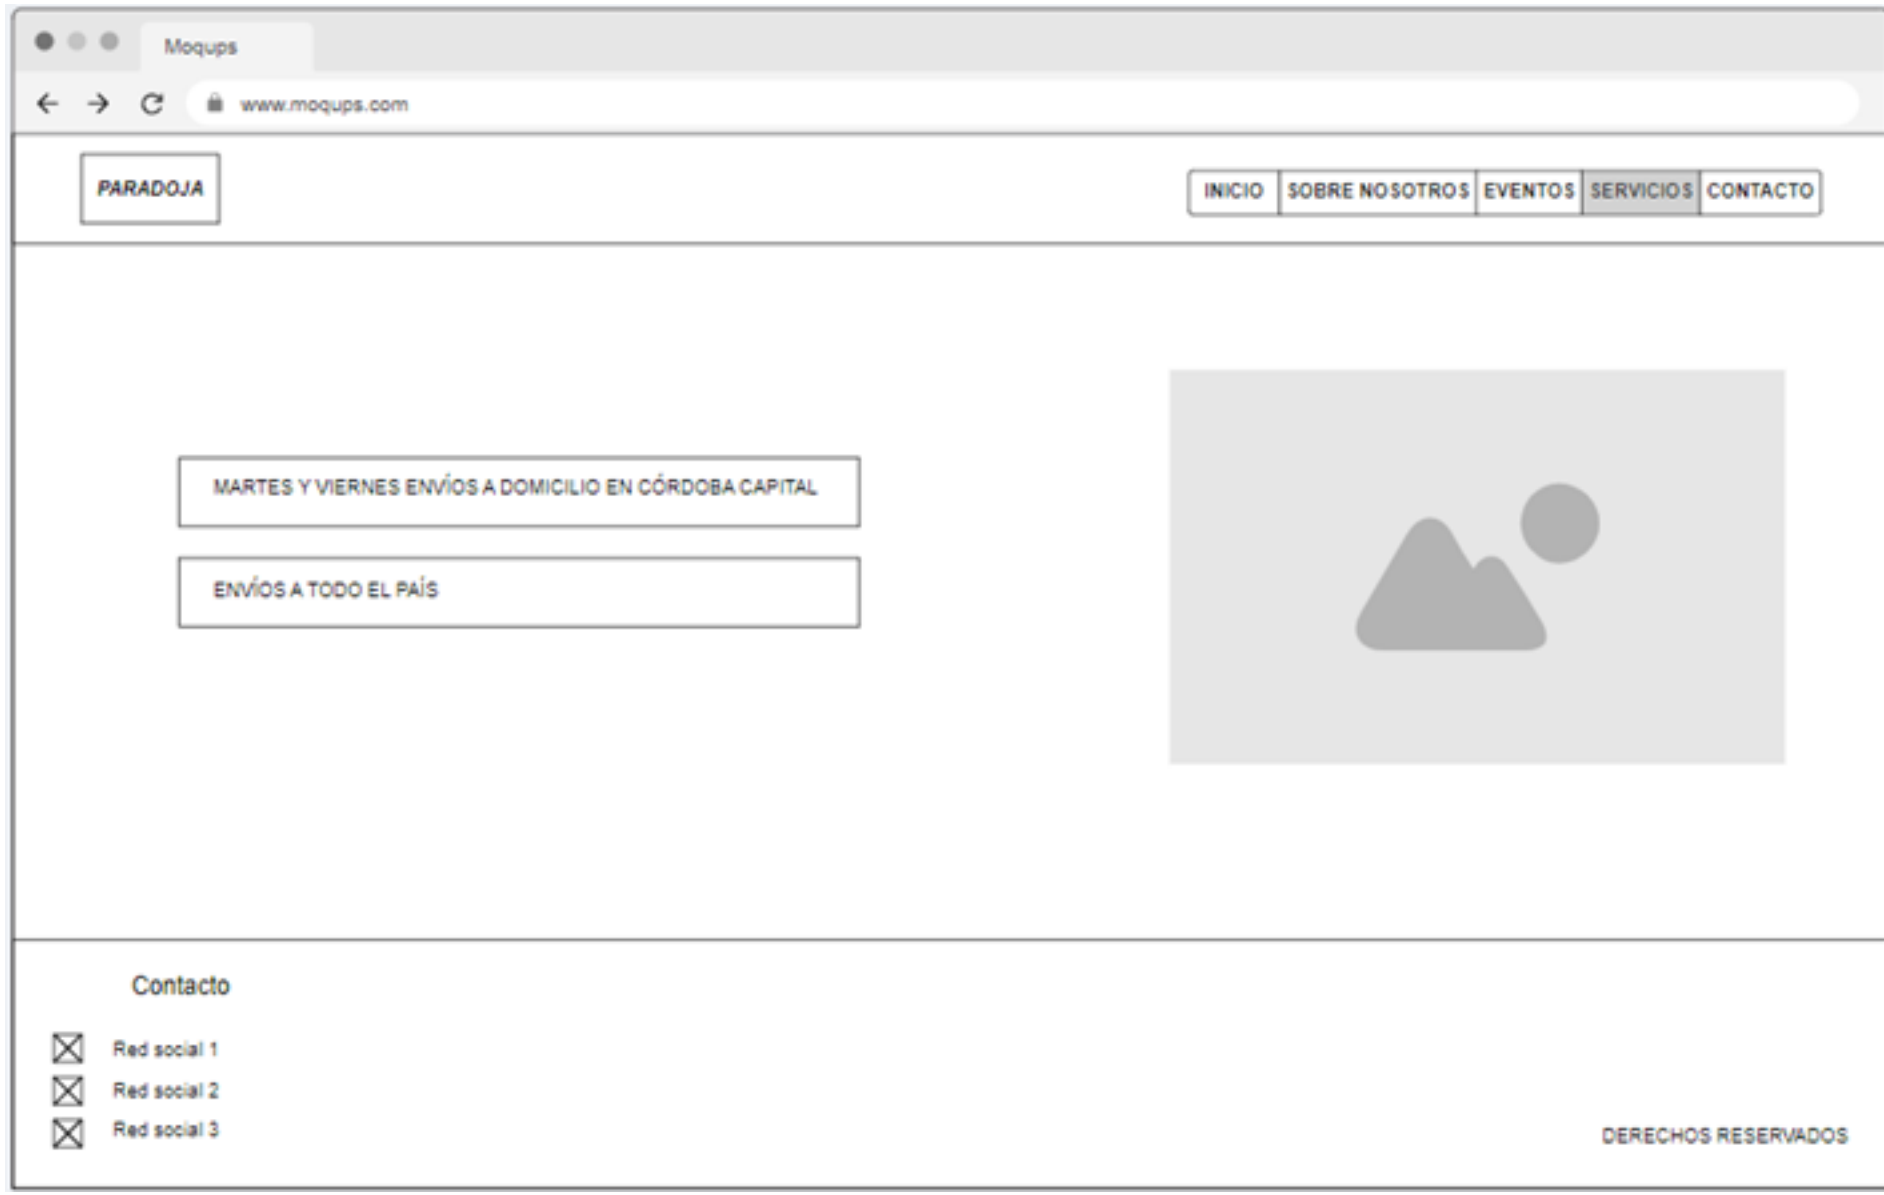 Moqups
www.moqups.com
PARADOJA
INICIO SOBRE NOSOTROS EVENTOS SERVICIOS CONTACTO
MARTES Y VIERNES ENVÍOS A DOMICILIO EN CÓRDOBA CAPITAL
ENVÍOS A TODO EL PAÍS
Contacto
Red social 1
Red social 2
Red social 3
DERECHOS RESERVADOS